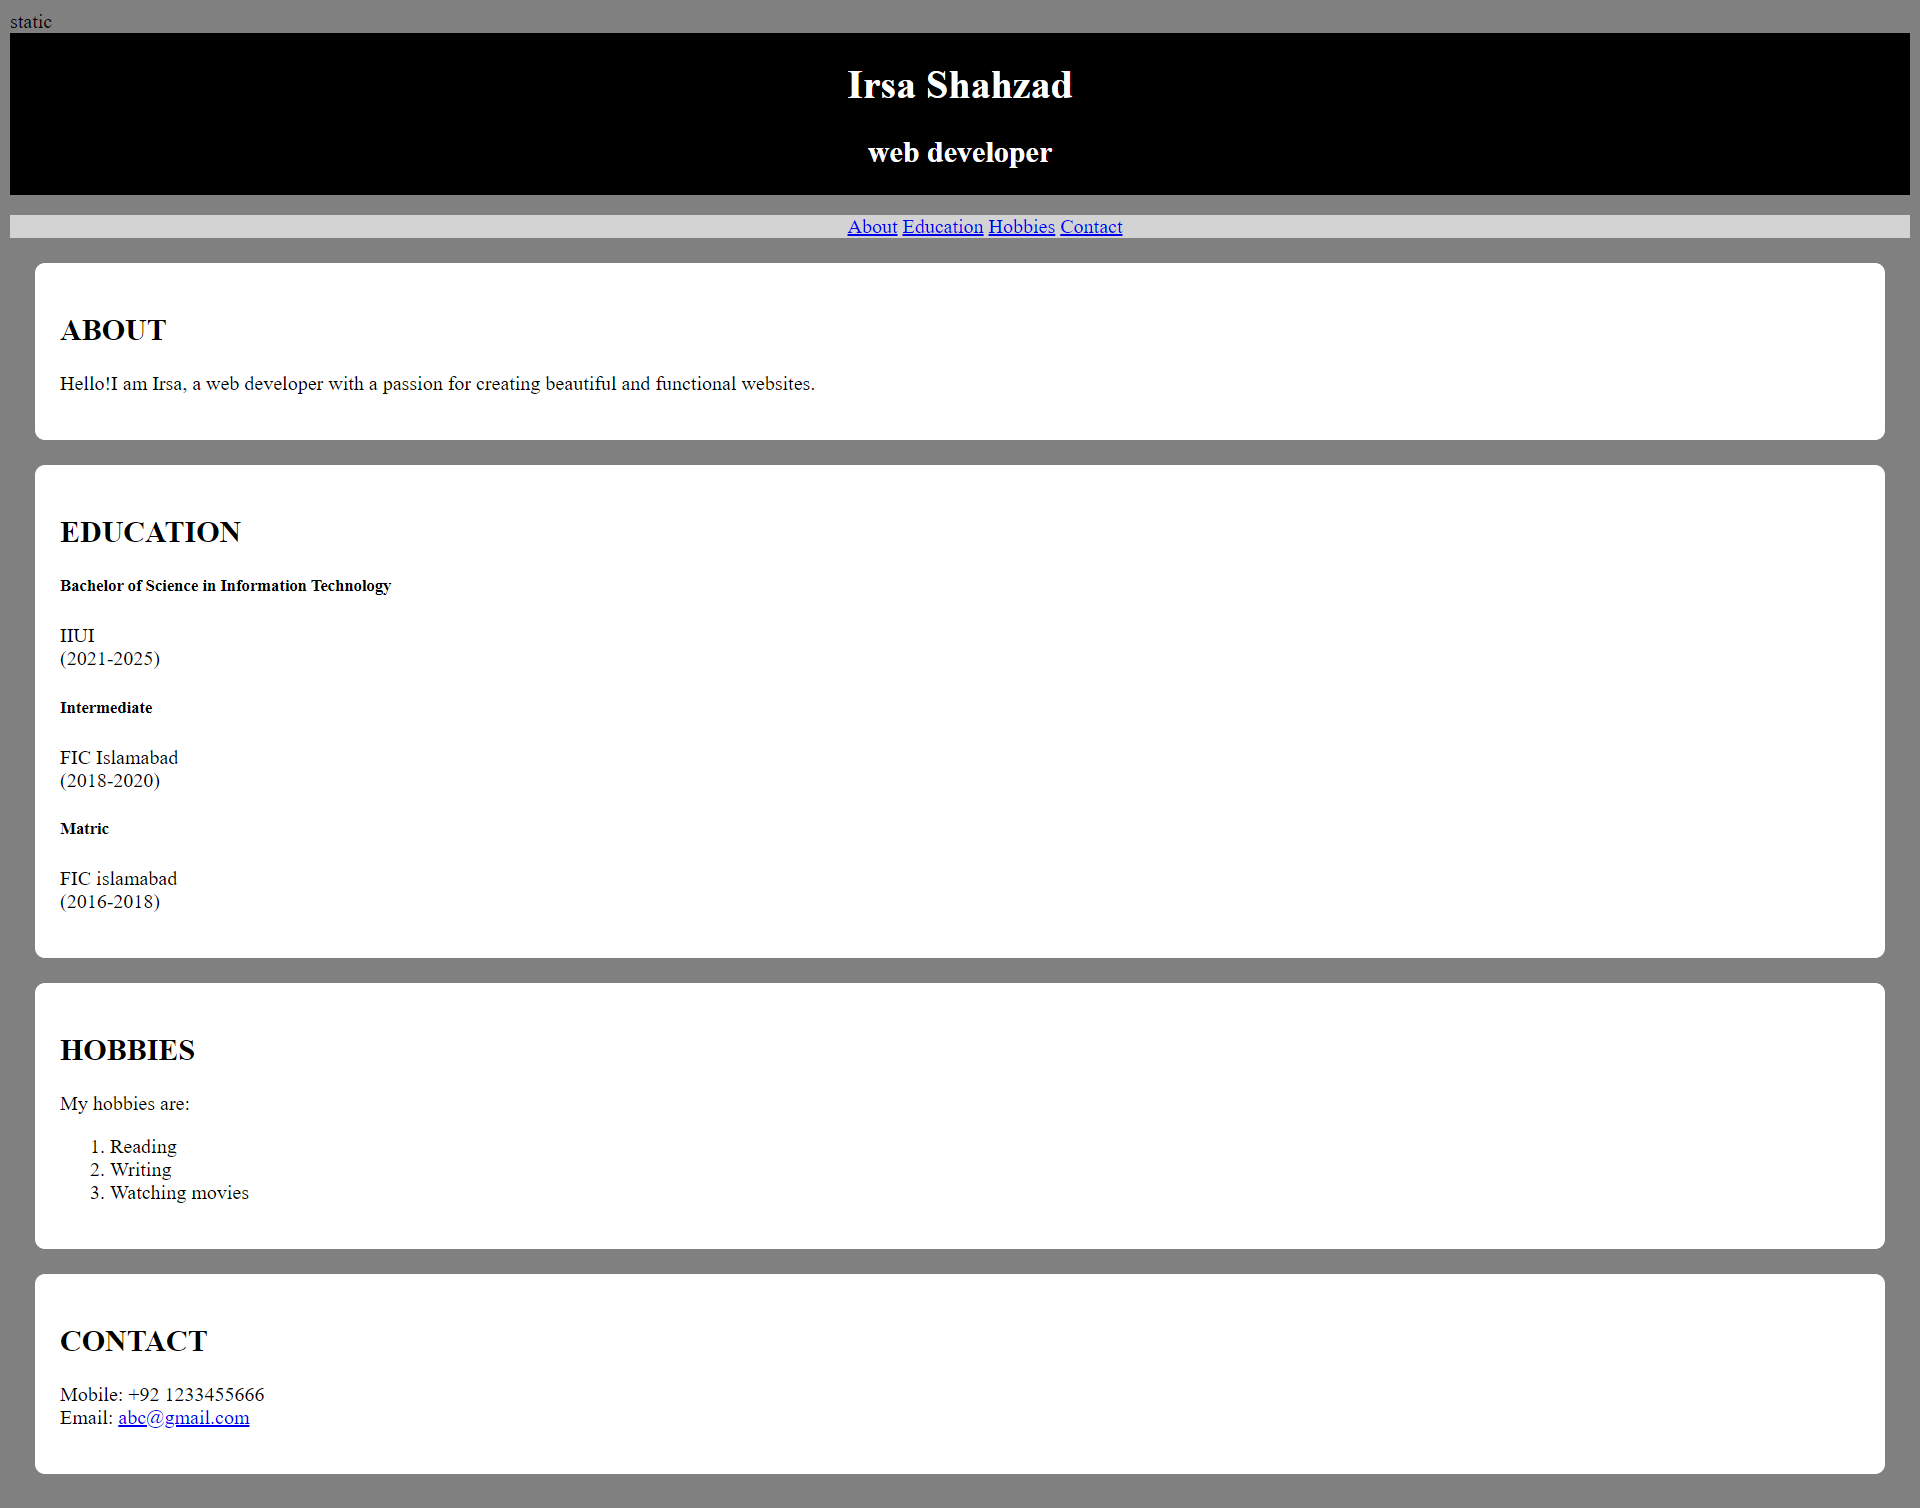 static
Irsa Shahzad
web developer
About Education Hobbies Contact
ABOUT
Hello!I am Irsa, a web developer with a passion for creating beautiful and functional websites.
EDUCATION
Bachelor of Science in Information Technology
IIUI
(2021-2025)
Intermediate
FIC Islamabad
(2018-2020)
Matric
FIC islamabad
(2016-2018)
HOBBIES
My hobbies are:
1. Reading
2. Writing
3. Watching movies
CONTACT
Mobile: +92 1233455666
Email: abc@gmail.com